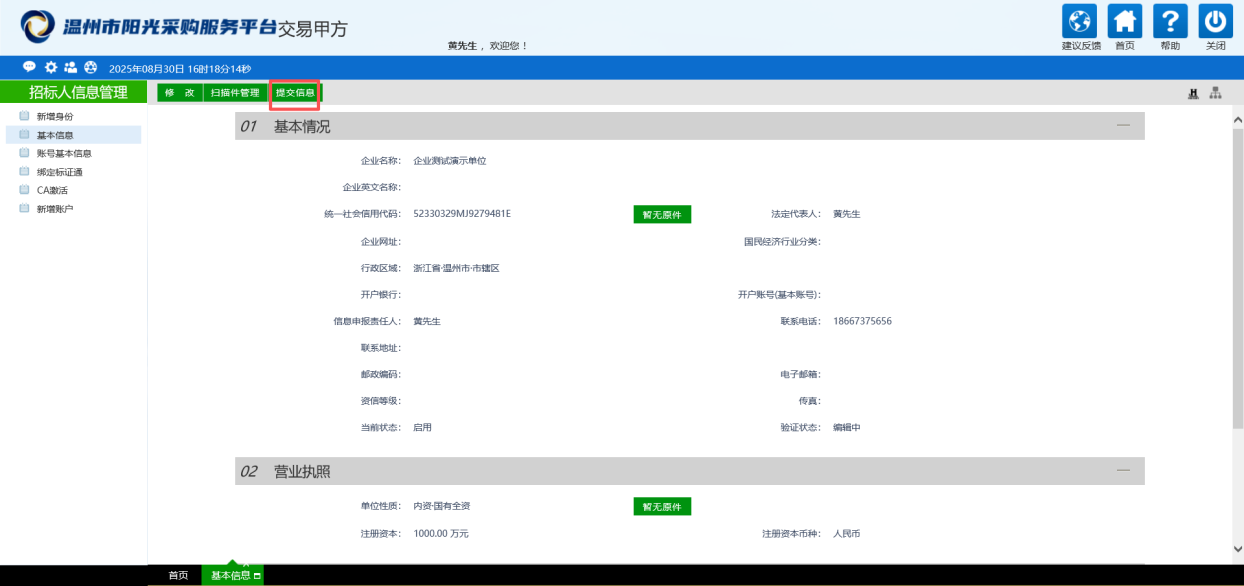 温州市阳光采购服务平台交易甲方
黄先生 ，欢迎您！
建议反馈 首页 帮助 关闭
2025年08月30日 16时18分14秒
招标人信息管理
新增身份
基本信息
账号基本信息
绑定标证通
CA激活
新增账户
修 改 扫描件管理 提交信息
01 基本情况
企业名称： 企业测试演示单位
企业英文名称：
统一社会信用代码： 52330329MJ9279481E 暂无原件 法定代表人： 黄先生
企业网址： 国民经济行业分类：
行政区域： 浙江省·温州市·市辖区
开户银行： 开户账号(基本账号)：
信息申报责任人： 黄先生 联系电话： 18667375656
联系地址：
邮政编码： 电子邮箱：
资信等级： 传真：
当前状态： 启用 验证状态： 编辑中
02 营业执照
单位性质： 内资·国有全资 暂无原件
注册资本： 1000.00 万元 注册资本币种： 人民币
首页 基本信息